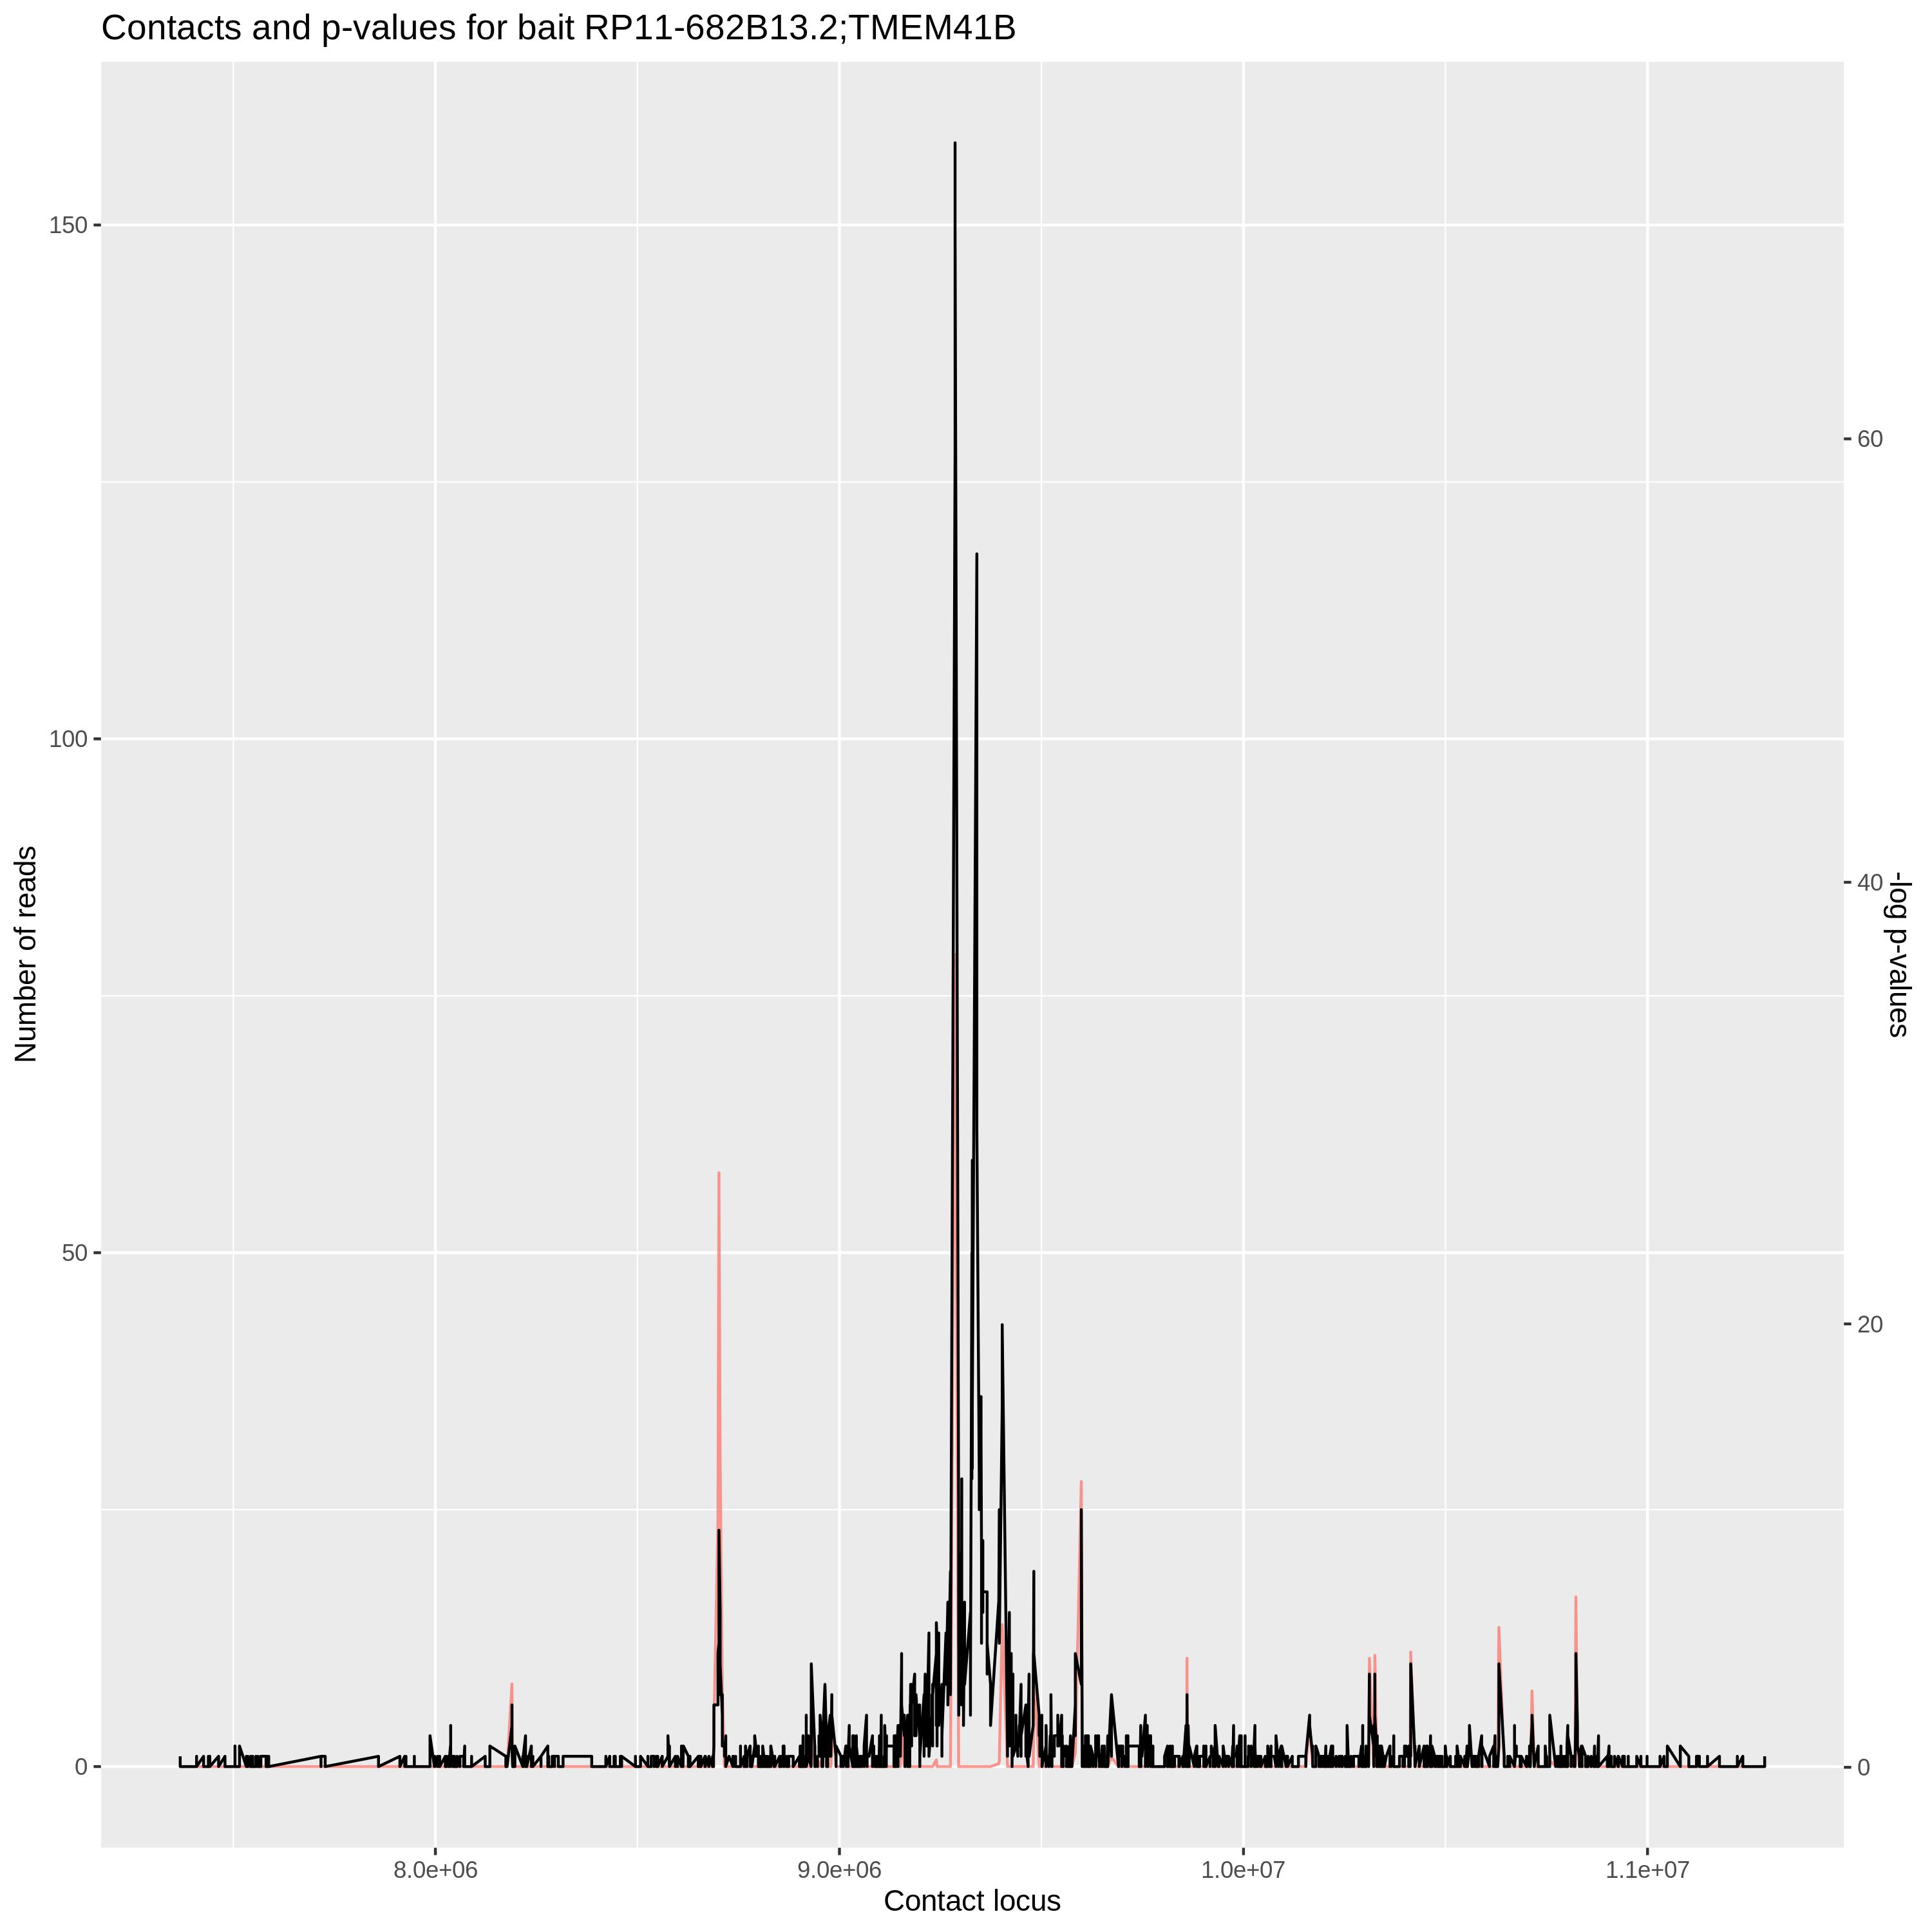 Contacts and p-values for bait RP11-682B13.2;TMEM41B
150
100
50
0
Number of reads
60
40
20
0
-log p-values
8.0e+06
9.0e+06
1.0e+07
1.1e+07
Contact locus